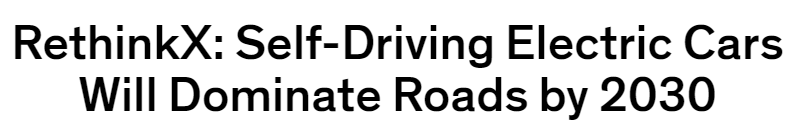 RethinkX: Self-Driving Electric Cars
Will Dominate Roads by 2030